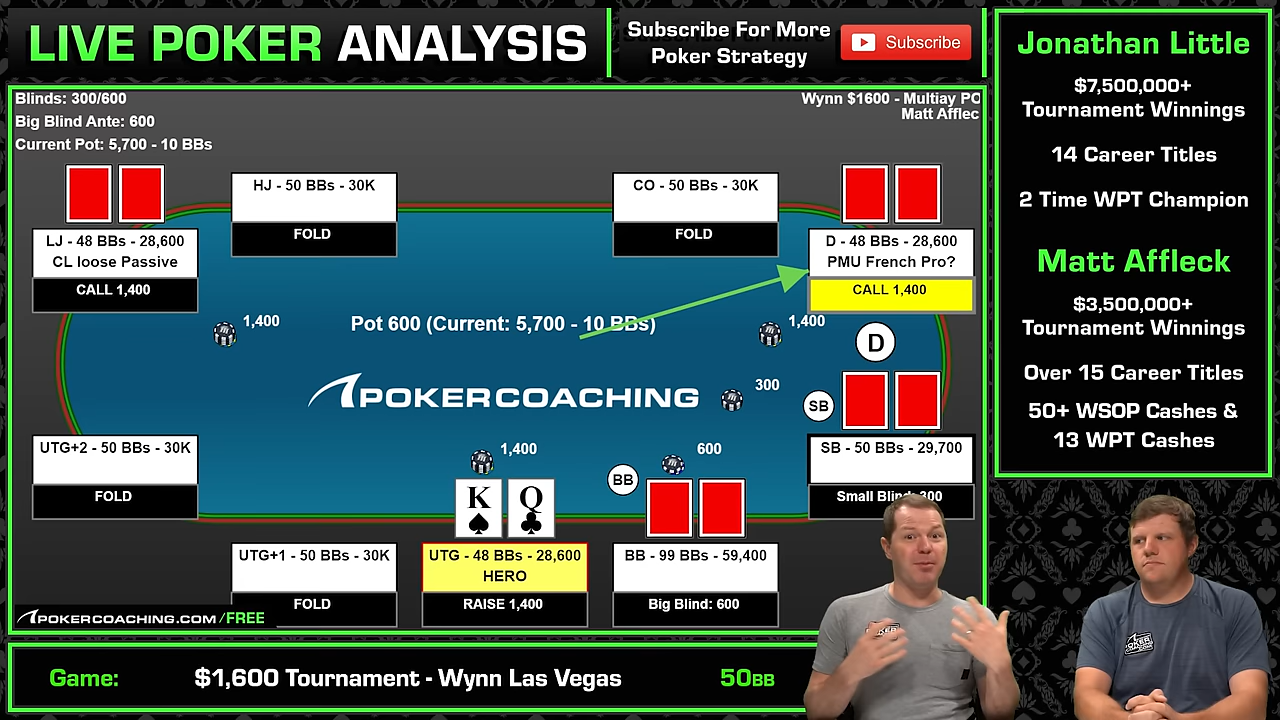 LIVE POKER ANALYSIS
Subscribe For More
Poker Strategy
Subscribe
Jonathan Little
$7,500,000+
Tournament Winnings
14 Career Titles
2 Time WPT Champion
Matt Affleck
$3,500,000+
Tournament Winnings
Over 15 Career Titles
50+ WSOP Cashes &
13 WPT Cashes
Blinds: 300/600
Big Blind Ante: 600
Current Pot: 5,700 - 10 BBs
Wynn $1600 - Multiay PO
Matt Afflec
HJ - 50 BBs - 30K
FOLD
CO - 50 BBs - 30K
FOLD
LJ - 48 BBs - 28,600
CL loose Passive
CALL 1,400
D - 48 BBs - 28,600
PMU French Pro?
CALL 1,400
1,400
Pot 600 (Current: 5,700 - 10 BBs)
1,400
D
POKERCOACHING
300
SB
UTG+2 - 50 BBs - 30K
FOLD
1,400
600
BB
SB - 50 BBs - 29,700
Small Blind: 300
K
Q
UTG+1 - 50 BBs - 30K
FOLD
UTG - 48 BBs - 28,600
HERO
RAISE 1,400
BB - 99 BBs - 59,400
Big Blind: 600
POKERCOACHING.COM/FREE
Game:
$1,600 Tournament - Wynn Las Vegas
50BB